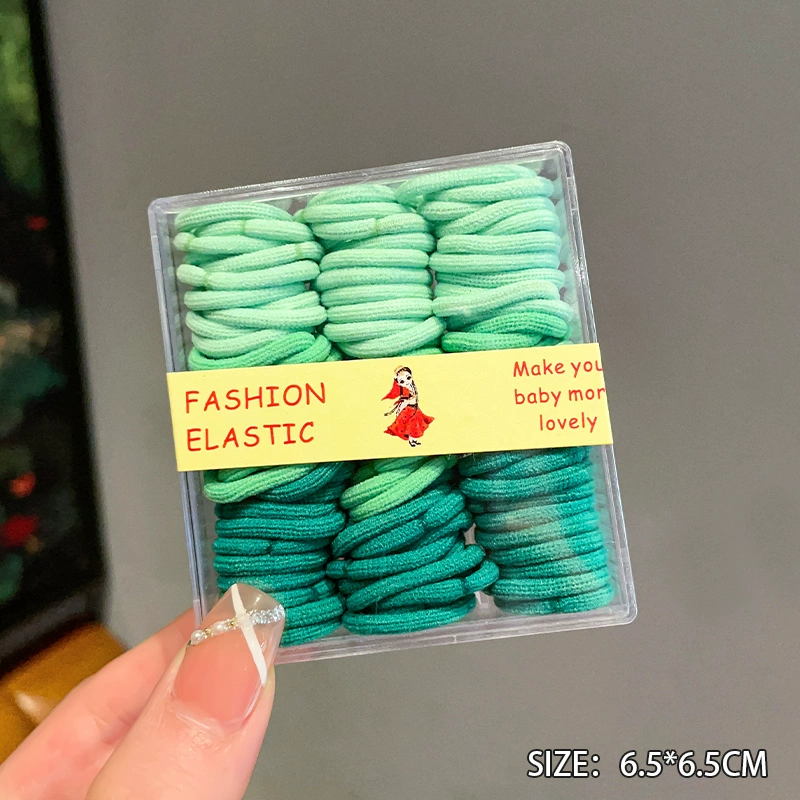 FASHION
ELASTIC
Make you
baby mor
lovely
SIZE： 6.5*6.5CM